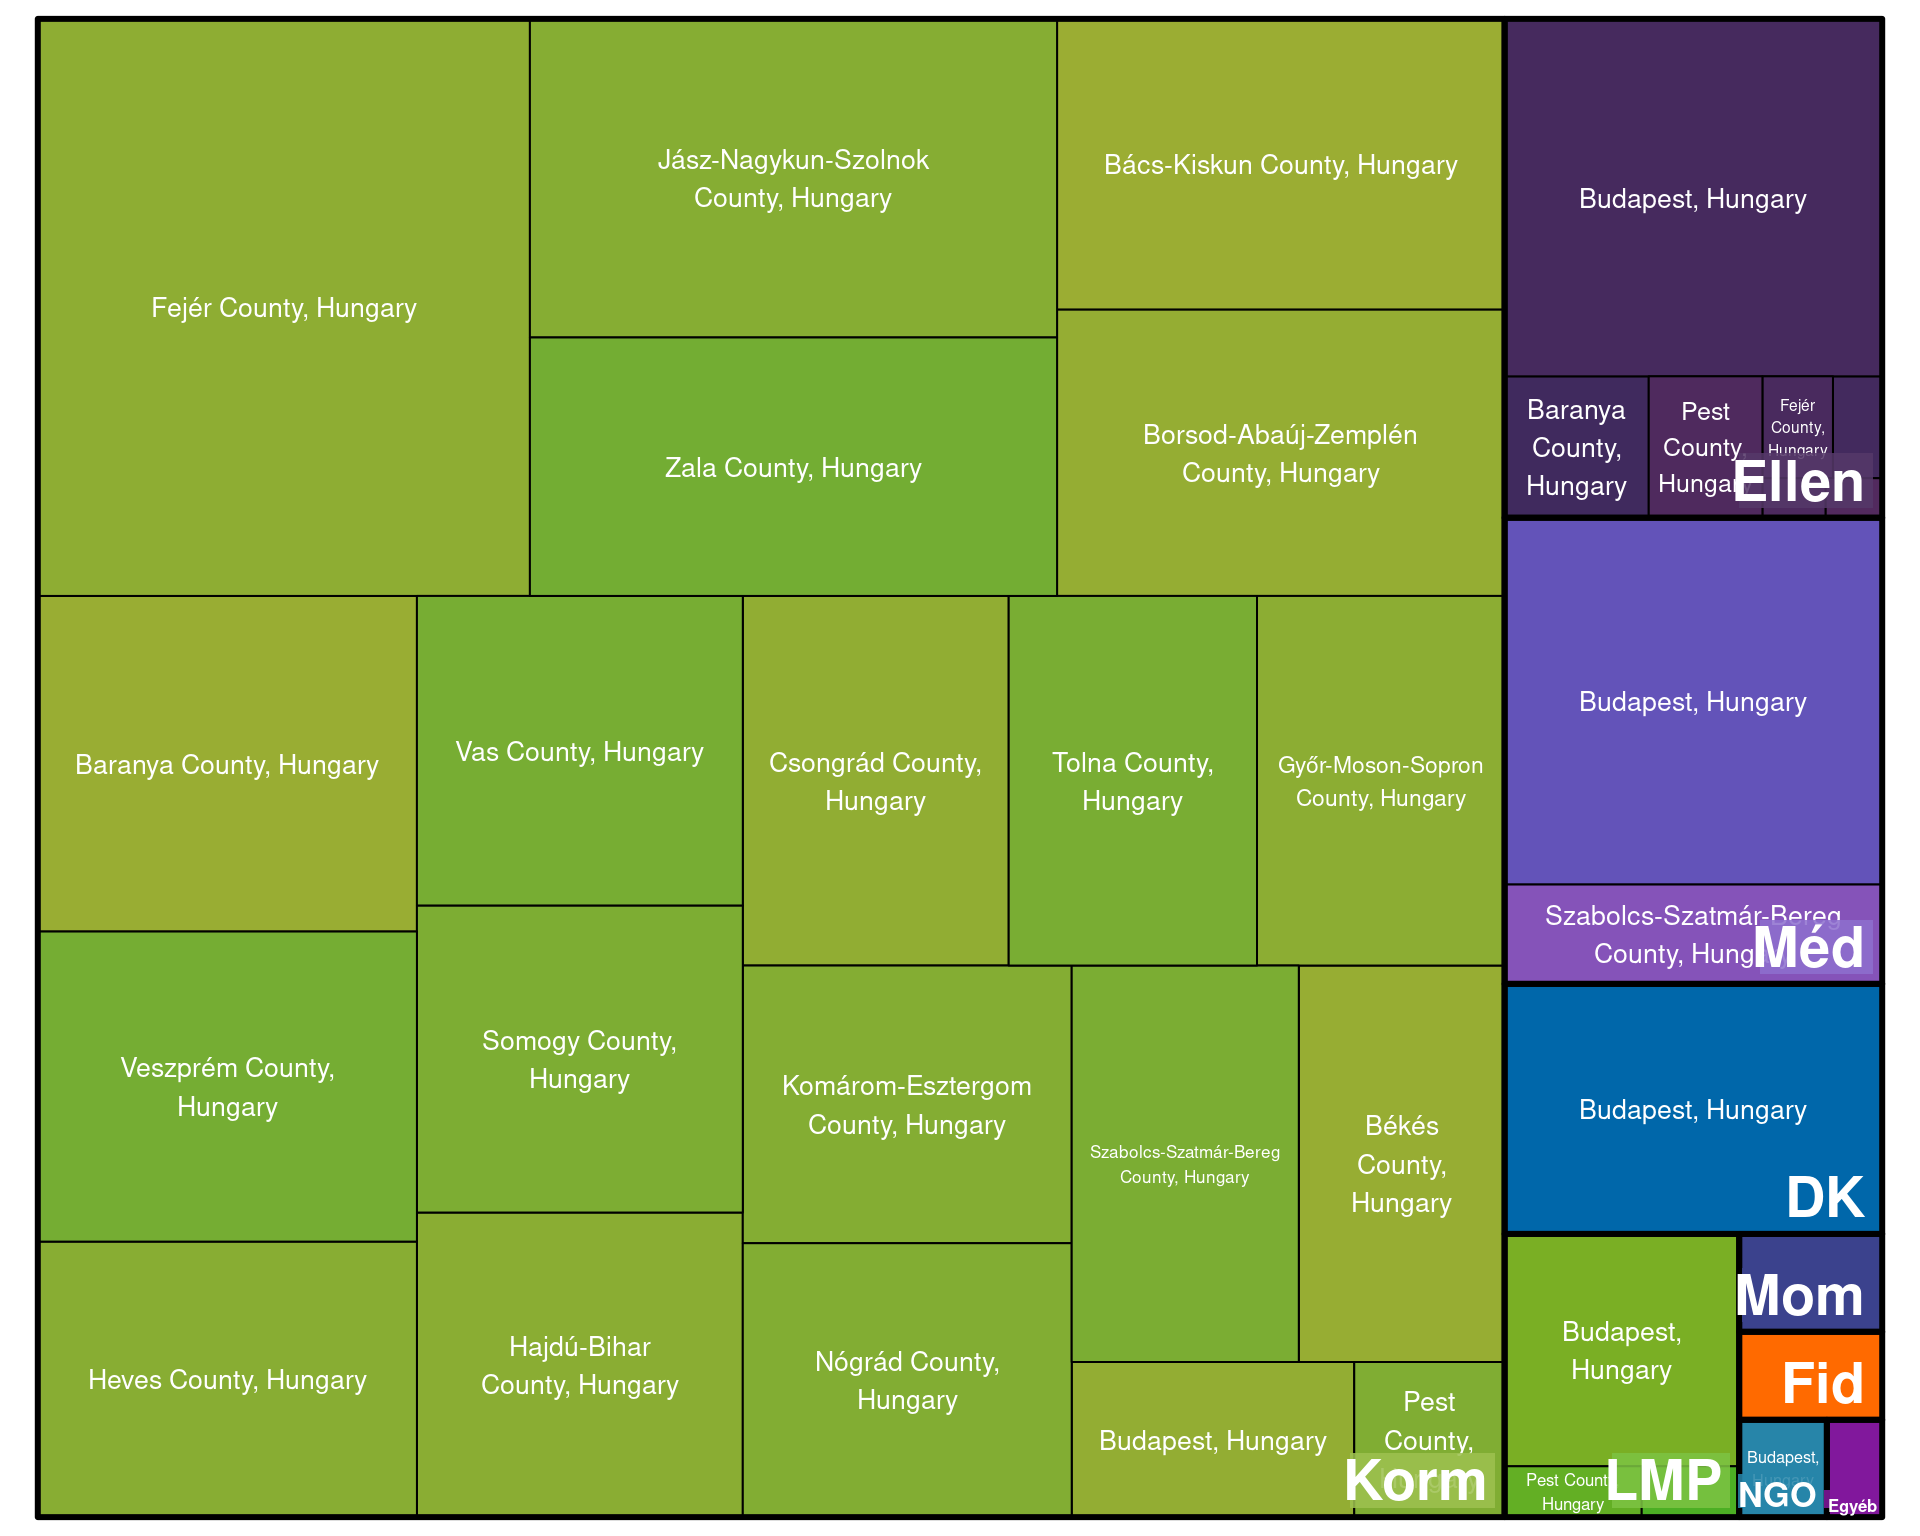 Fejér County, Hungary
Jász-Nagykun-Szolnok
County, Hungary
Zala County, Hungary
Bács-Kiskun County, Hungary
Borsod-Abaúj-Zemplén
County, Hungary
Baranya County, Hungary
Vas County, Hungary
Csongrád County,
Hungary
Tolna County,
Hungary
Győr-Moson-Sopron
County, Hungary
Veszprém County,
Hungary
Somogy County,
Hungary
Komárom-Esztergom
County, Hungary
Szabolcs-Szatmár-Bereg
County, Hungary
Békés
County,
Hungary
Heves County, Hungary
Hajdú-Bihar
County, Hungary
Nógrád County,
Hungary
Budapest, Hungary
Pest
County,
Korm
Budapest, Hungary
Baranya
County,
Hungary
Pest
County,
Hungary
Fejér
County,
Hungary
Ellen
Budapest, Hungary
Szabolcs-Szatmár-Bereg
County, Hungary
Méd
Budapest, Hungary
DK
Budapest,
Hungary
Pest County,
Hungary
LMP
Mom
Fid
Budapest,
Hungary
NGO
Egyéb